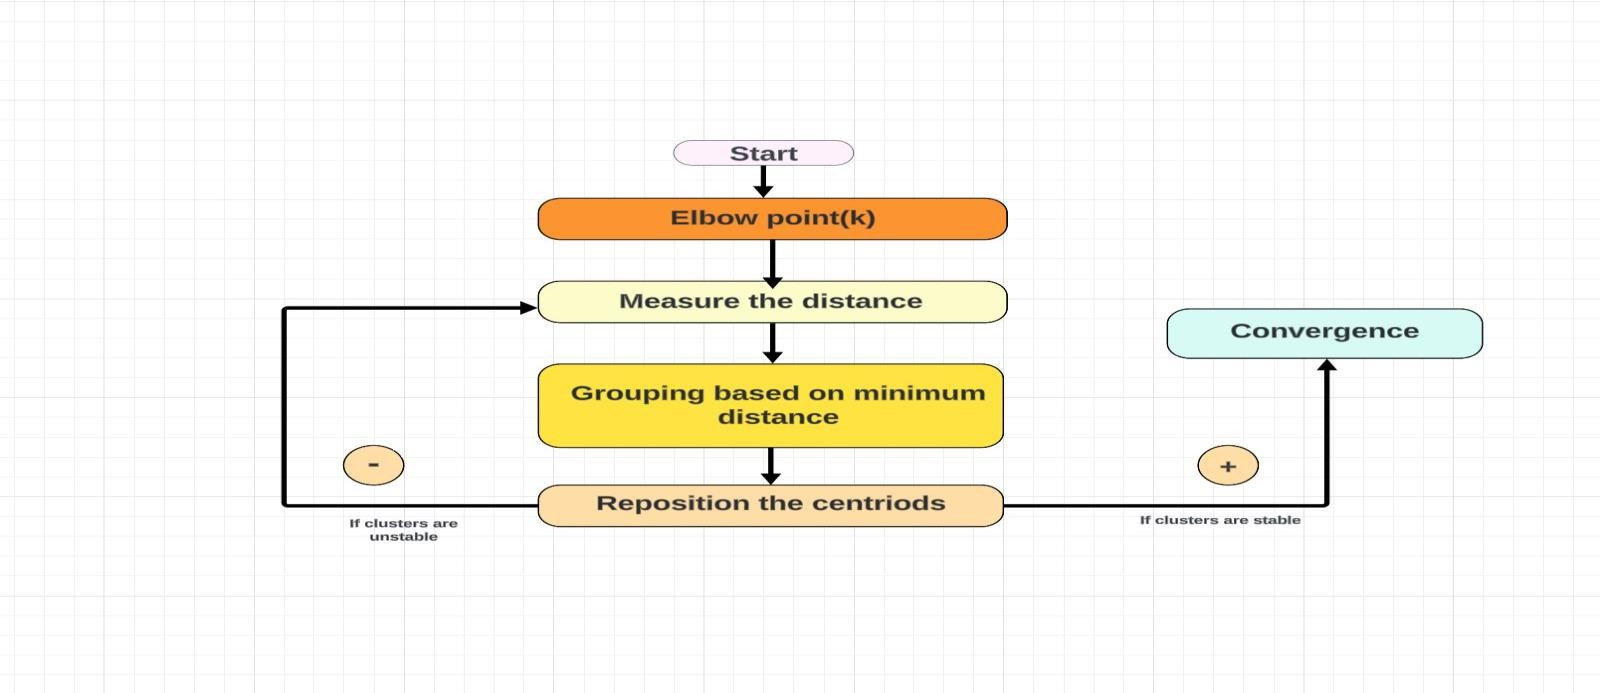 Start
Elbow point(k)
Measure the distance
Convergence
Grouping based on minimum
distance
-
+
Reposition the centriods
If clusters are
unstable
If clusters are stable